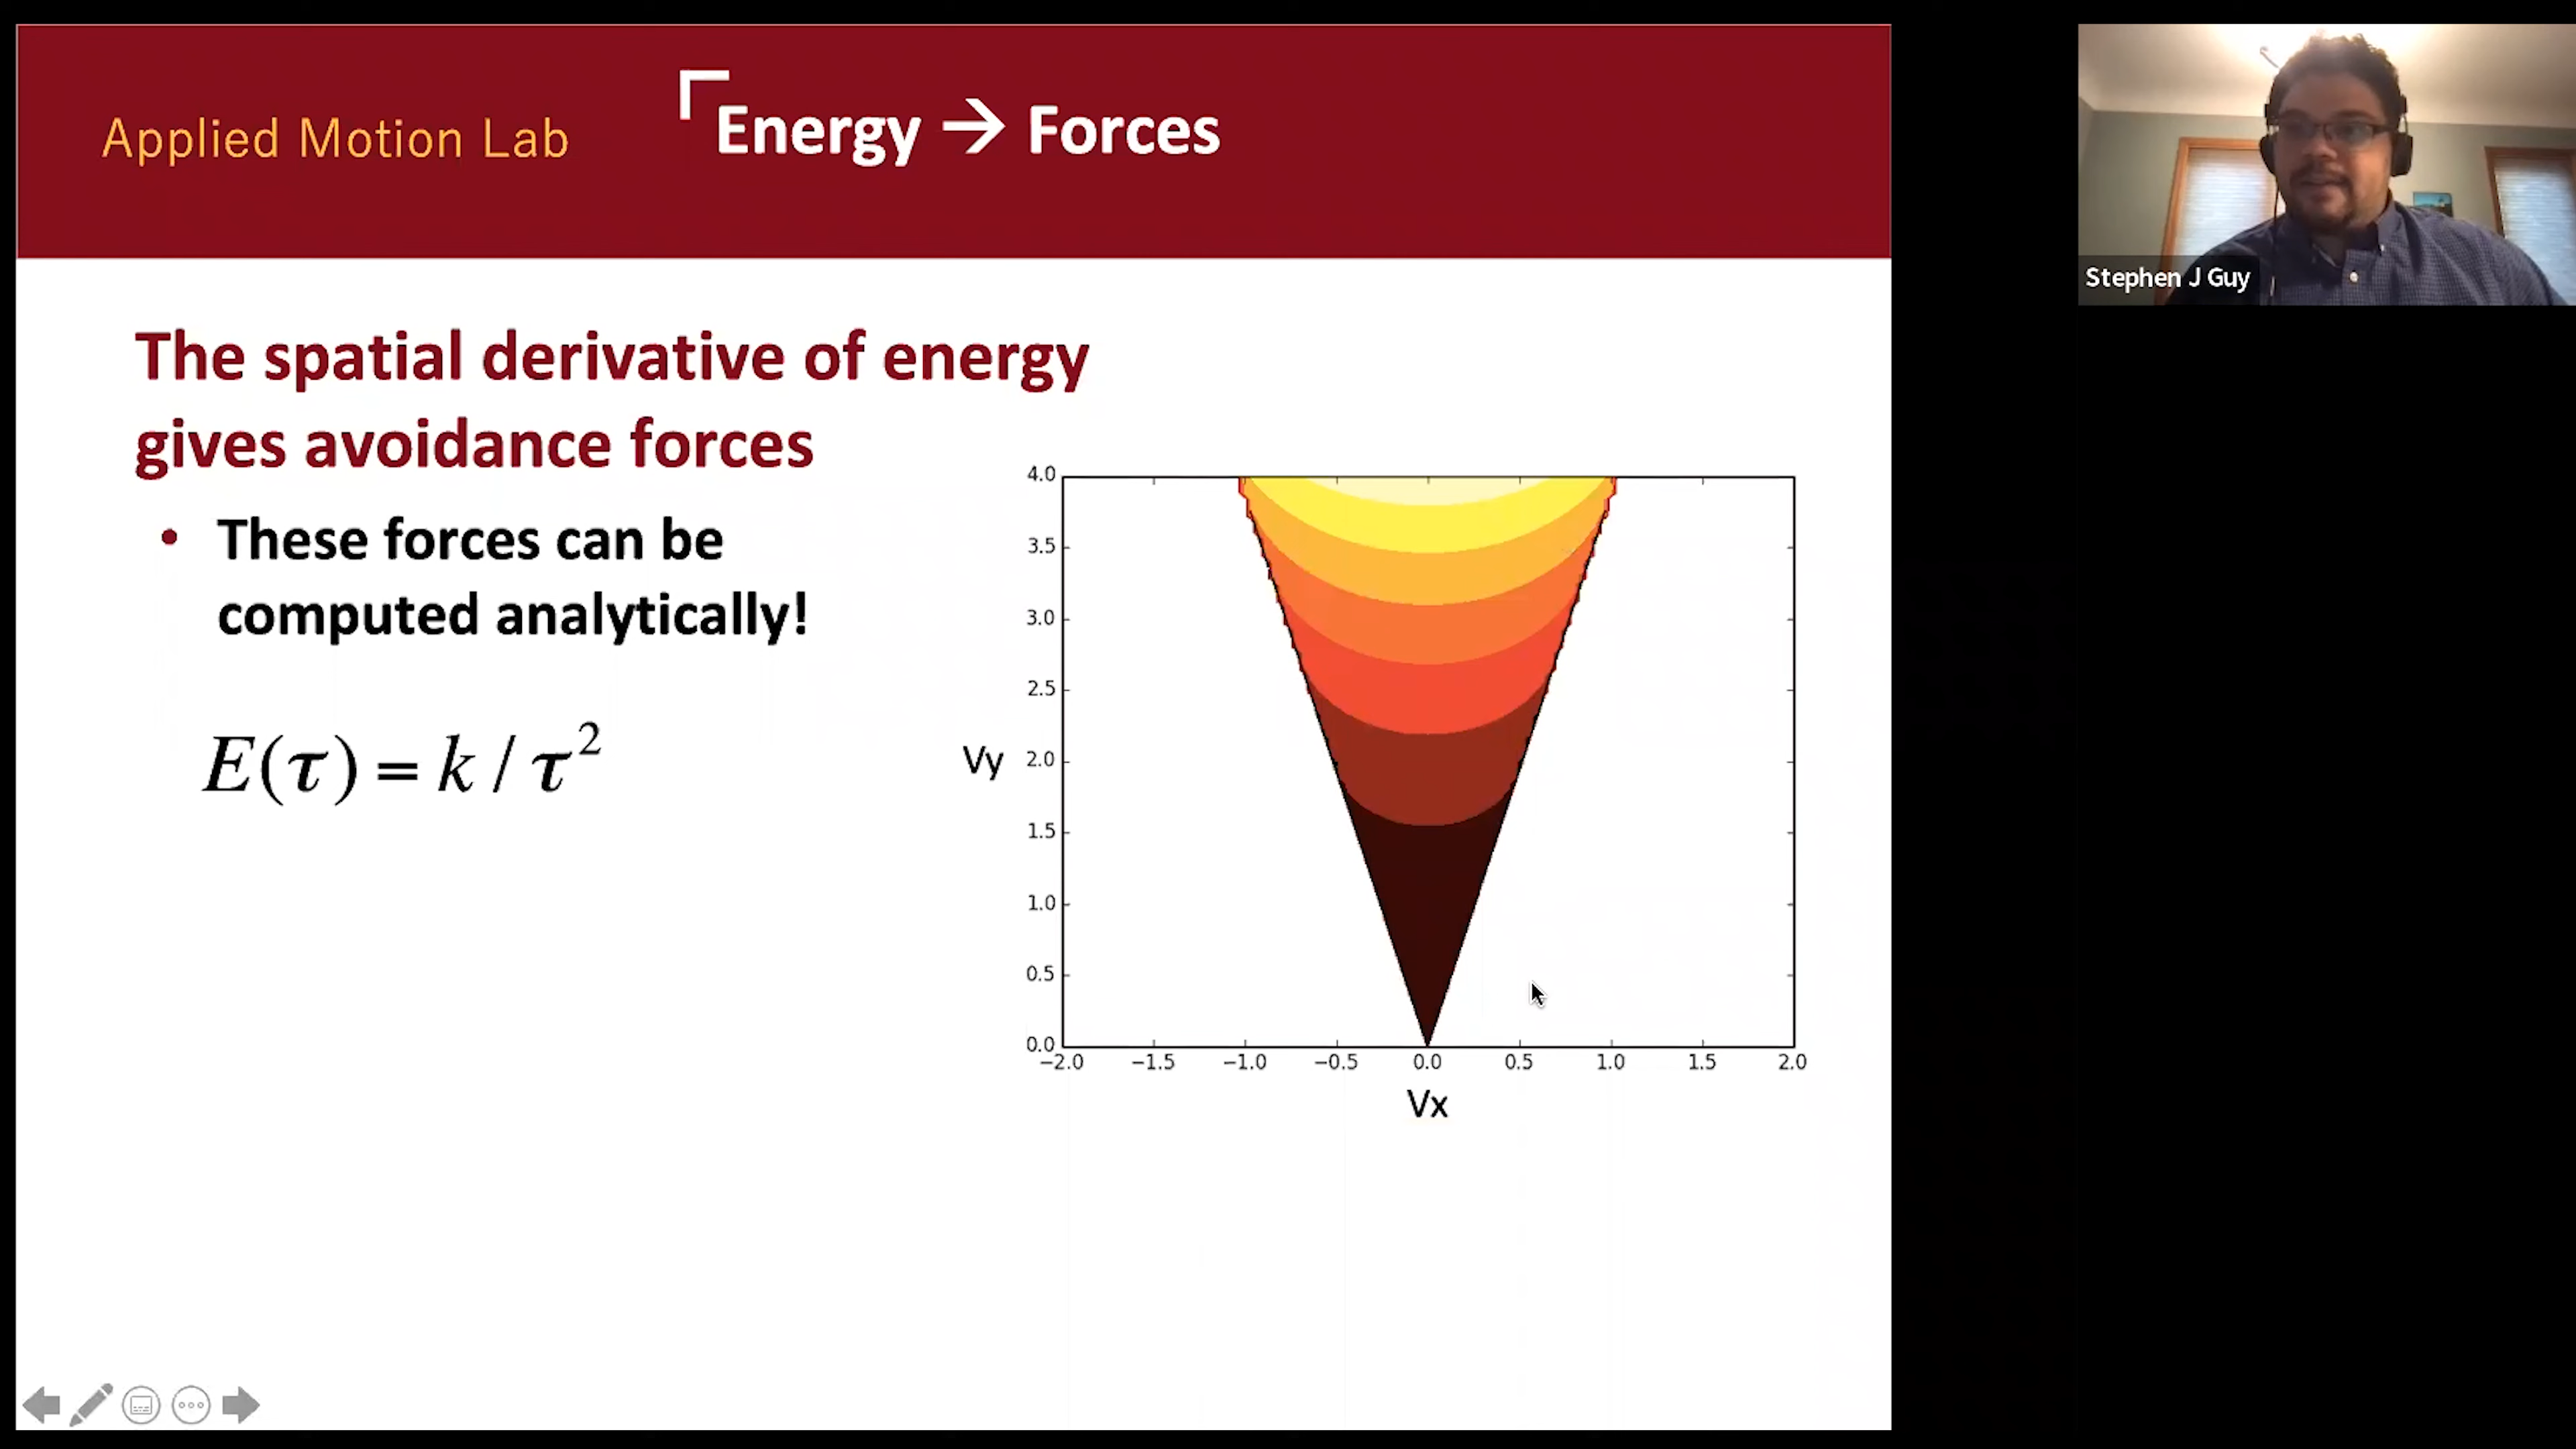 Applied Motion Lab
Energy → Forces
Stephen J Guy
The spatial derivative of energy
gives avoidance forces
• These forces can be
computed analytically!
E(τ) = k / τ²
4.0
3.5
3.0
2.5
Vy 2.0
1.5
1.0
0.5
0.0
−2.0 −1.5 −1.0 −0.5 0.0 0.5 1.0 1.5 2.0
Vx